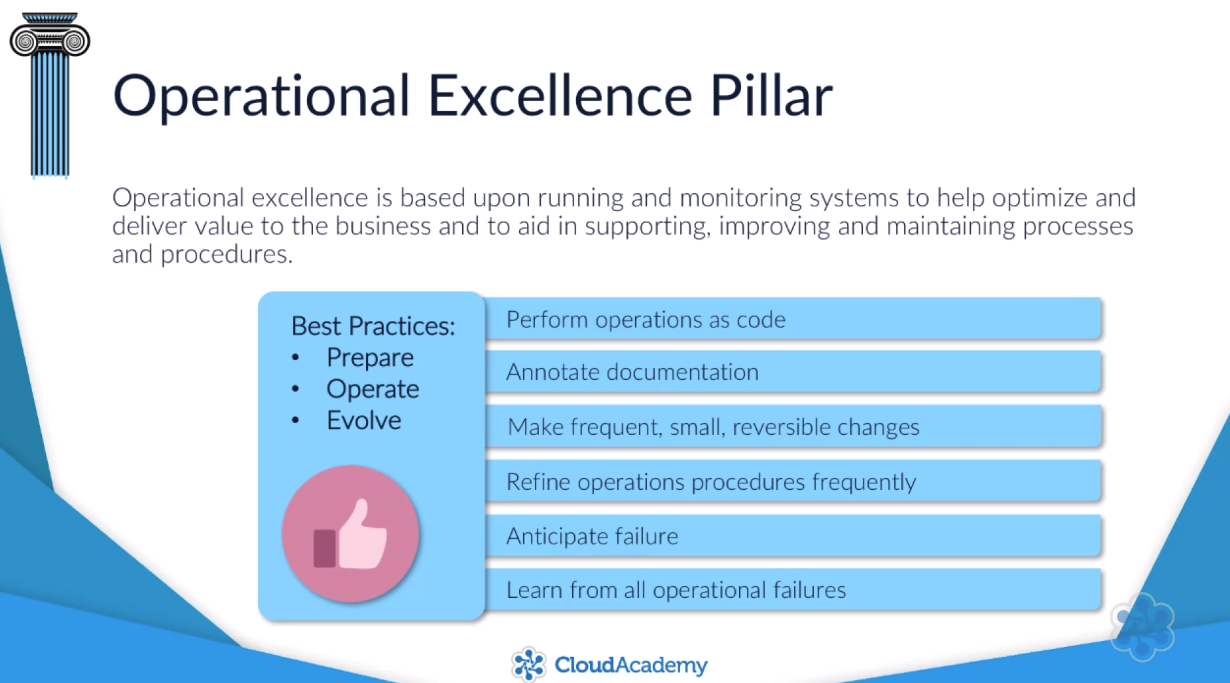 Operational Excellence Pillar
Operational excellence is based upon running and monitoring systems to help optimize and
deliver value to the business and to aid in supporting, improving and maintaining processes
and procedures.
Best Practices:
• Prepare
• Operate
• Evolve
Perform operations as code
Annotate documentation
Make frequent, small, reversible changes
Refine operations procedures frequently
Anticipate failure
Learn from all operational failures
CloudAcademy